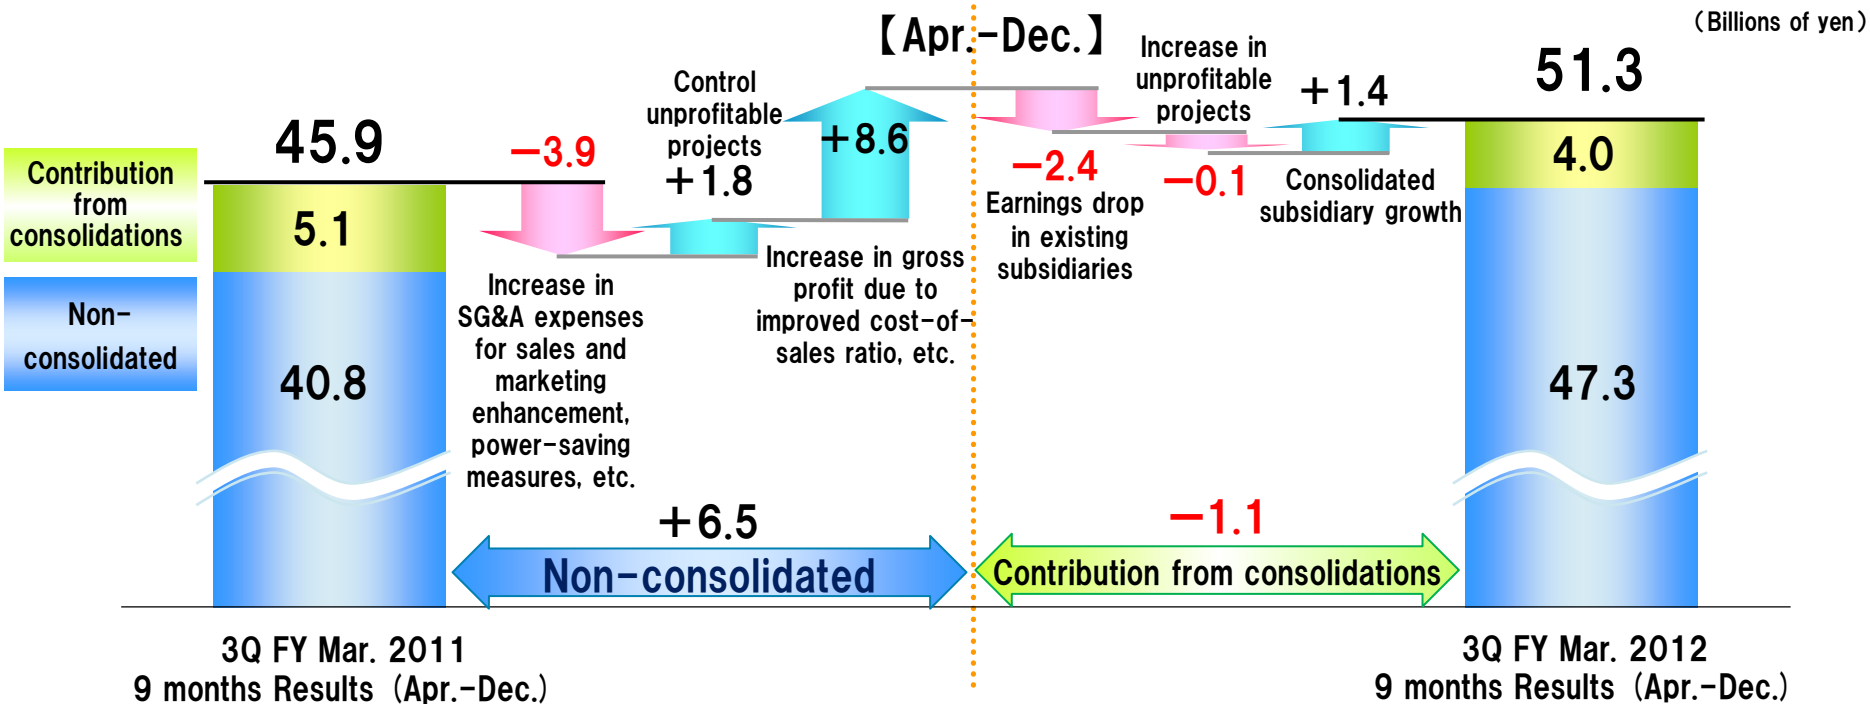 【Apr.-Dec.】
（Billions of yen）
Contribution
from
consolidations
Non-
consolidated
45.9
5.1
40.8
−3.9
Increase in
SG&A expenses
for sales and
marketing
enhancement,
power-saving
measures, etc.
Control
unprofitable
projects
+1.8
+8.6
Increase in gross
profit due to
improved cost-of-
sales ratio, etc.
−2.4
Earnings drop
in existing
subsidiaries
Increase in
unprofitable
projects
−0.1
+1.4
Consolidated
subsidiary growth
51.3
4.0
47.3
+6.5
Non-consolidated
−1.1
Contribution from consolidations
3Q FY Mar. 2011
9 months Results (Apr.-Dec.)
3Q FY Mar. 2012
9 months Results (Apr.-Dec.)